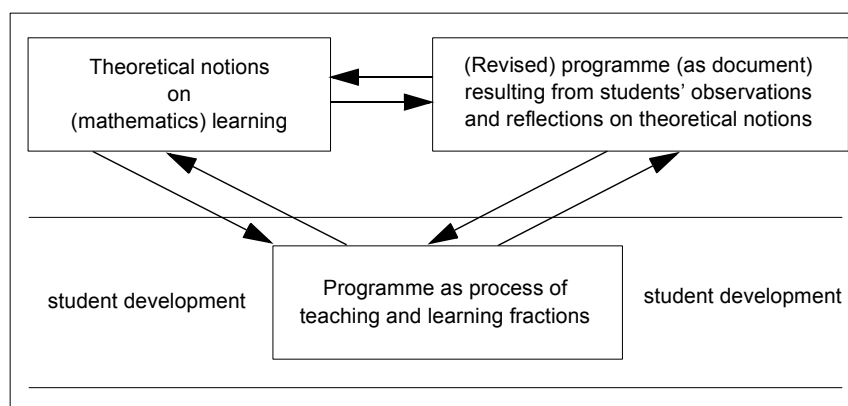 Theoretical notions
on
(mathematics) learning
(Revised) programme (as document)
resulting from students’ observations
and reflections on theoretical notions
student development
Programme as process of
teaching and learning fractions
student development